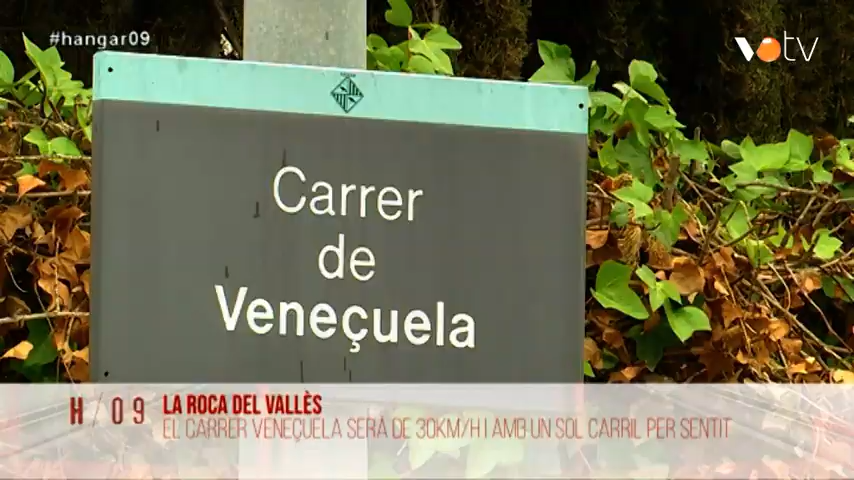 #hangar09
votv
Carrer
de
Veneçuela
H/09
LA ROCA DEL VALLÈS
EL CARRER VENEÇUELA SERÀ DE 30KM/H I AMB UN SOL CARRIL PER SENTIT